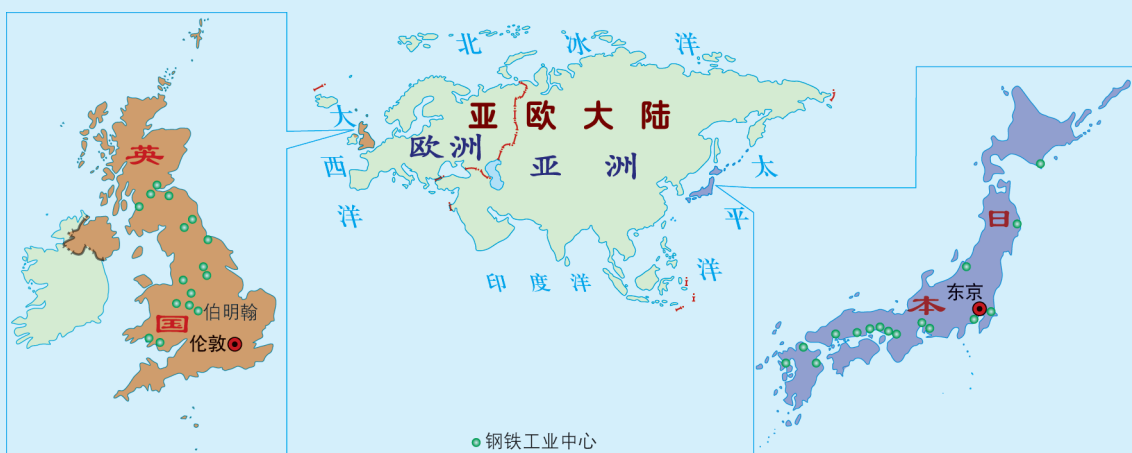 北冰洋
大西洋
亚欧大陆
欧洲
亚洲
太平洋
印度洋
英国
伯明翰
伦敦
日本
东京
钢铁工业中心